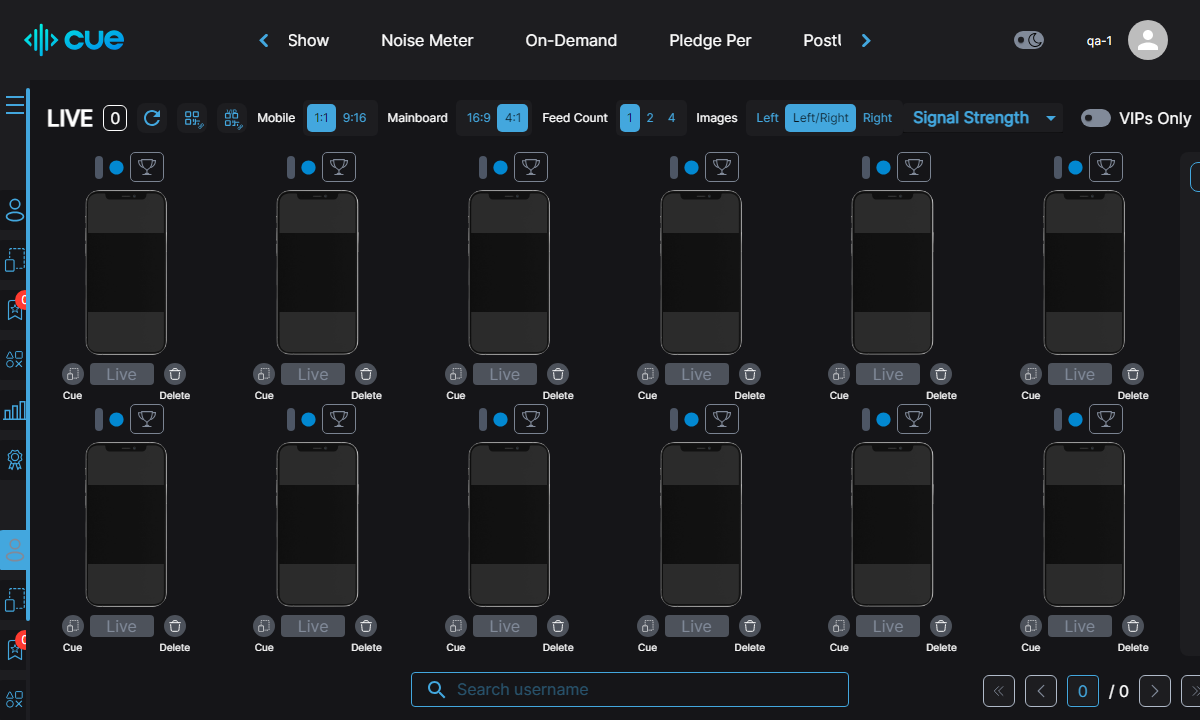 cue
Show
Noise Meter
On-Demand
Pledge Per
qa-1
LIVE 0
Mobile 1:1 9:16
Mainboard 16:9 4:1
Feed Count 1 2 4
Images Left Left/Right Right
Signal Strength
VIPs Only
Live Live Live Live Live Live
Cue Delete Cue Delete Cue Delete Cue Delete Cue Delete Cue Delete
Live Live Live Live Live Live
Cue Delete Cue Delete Cue Delete Cue Delete Cue Delete Cue Delete
Search username
0 / 0